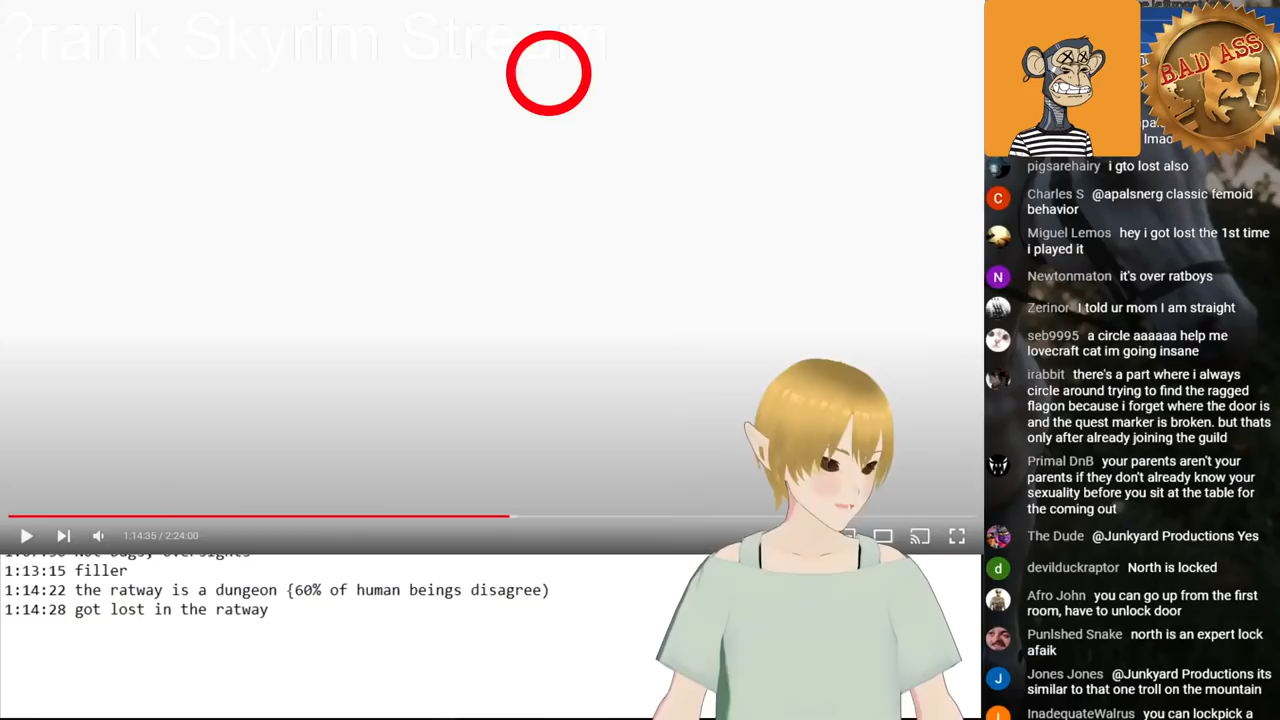 ?rank Skyrim Stream
BAD ASS
lmao
pigsarehairy i gto lost also
Charles S @apalsnerg classic femoid
behavior
Miguel Lemos hey i got lost the 1st time
i played it
Newtonmaton it's over ratboys
Zerinor I told ur mom I am straight
seb9995 a circle aaaaaa help me
lovecraft cat im going insane
irabbit there's a part where i always
circle around trying to find the ragged
flagon because i forget where the door is
and the quest marker is broken. but thats
only after already joining the guild
Primal DnB your parents aren't your
parents if they don't already know your
sexuality before you sit at the table for
the coming out
The Dude @Junkyard Productions Yes
devilduckraptor North is locked
Afro John you can go up from the first
room, have to unlock door
Punlshed Snake north is an expert lock
afaik
Jones Jones @Junkyard Productions its
similar to that one troll on the mountain
InadequateWalrus you can lockpick a
1:14:35 / 2:24:00
1:13:15 filler
1:14:22 the ratway is a dungeon {60% of human beings disagree)
1:14:28 got lost in the ratway